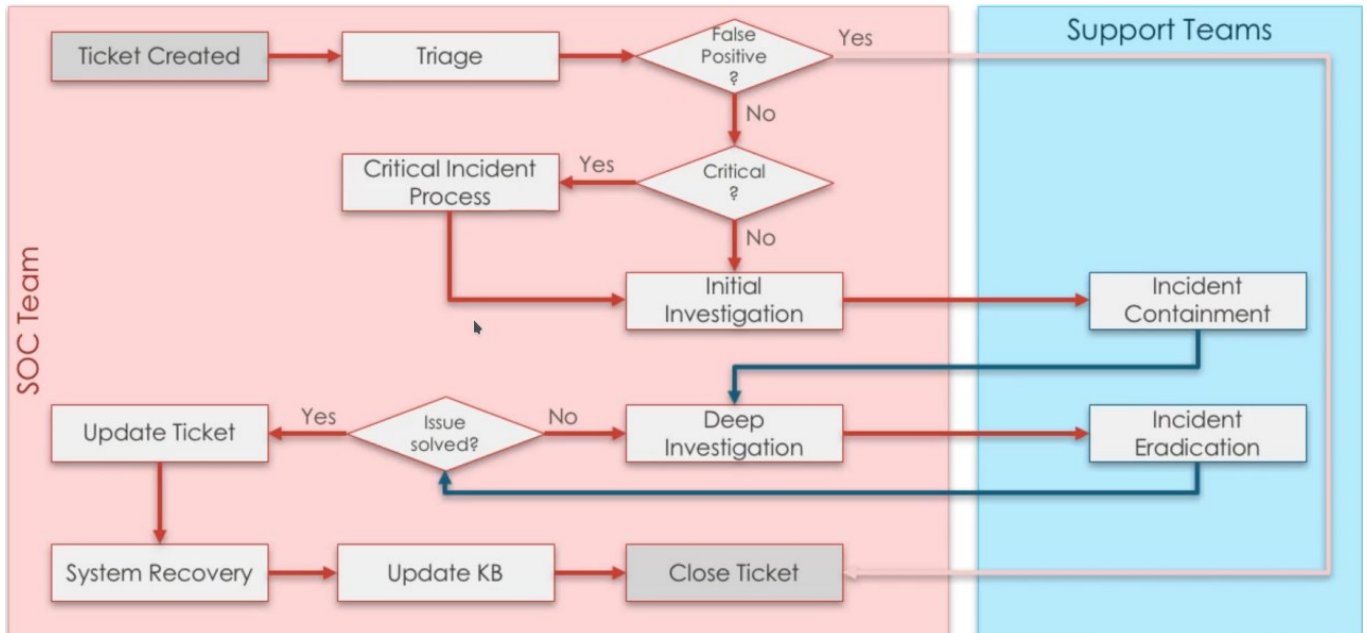 Support Teams
SOC Team
Ticket Created
Triage
False
Positive
?
Yes
No
Critical Incident
Process
Yes
Critical
?
No
Initial
Investigation
Incident
Containment
Update Ticket
Yes
Issue
solved?
No
Deep
Investigation
Incident
Eradication
System Recovery
Update KB
Close Ticket